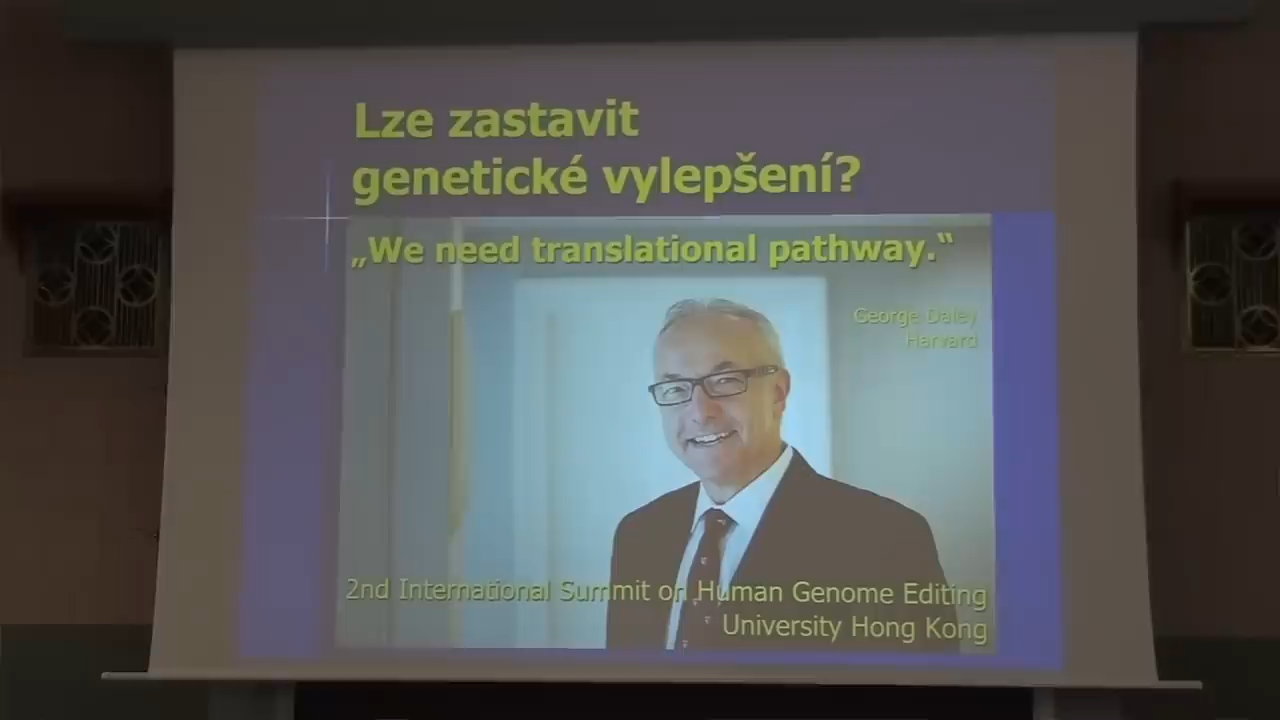 Lze zastavit
genetické vylepšení?
„We need translational pathway.“
George Daley
Harvard
2nd International Summit on Human Genome Editing
University Hong Kong